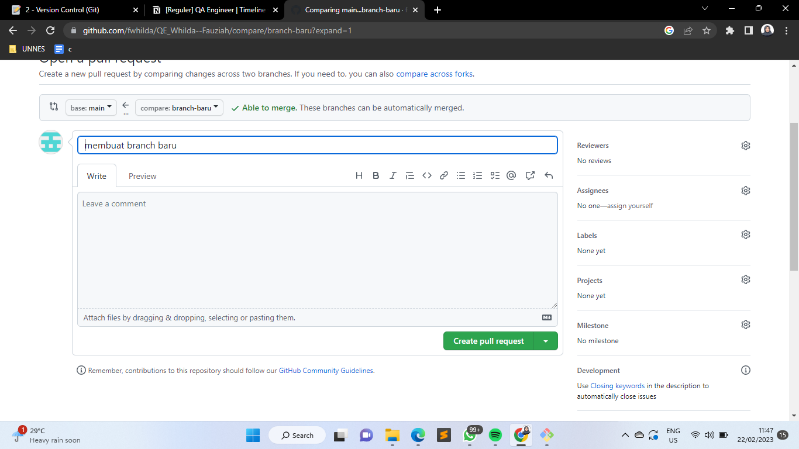 2 - Version Control (Git)
[Reguler] QA Engineer | Timeline
Comparing main...branch-baru ·
github.com/fwhilda/QE_Whilda--Fauziah/compare/branch-baru?expand=1
UNNES
c
Open a pull request
Create a new pull request by comparing changes across two branches. If you need to, you can also compare across forks.
base: main
compare: branch-baru
Able to merge. These branches can be automatically merged.
membuat branch baru
Write
Preview
Leave a comment
Attach files by dragging & dropping, selecting or pasting them.
Create pull request
Remember, contributions to this repository should follow our GitHub Community Guidelines.
Reviewers
No reviews
Assignees
No one—assign yourself
Labels
None yet
Projects
None yet
Milestone
No milestone
Development
Use Closing keywords in the description to
automatically close issues
1
29°C
Heavy rain soon
Search
99+
ENG
US
11:47
22/02/2023
15